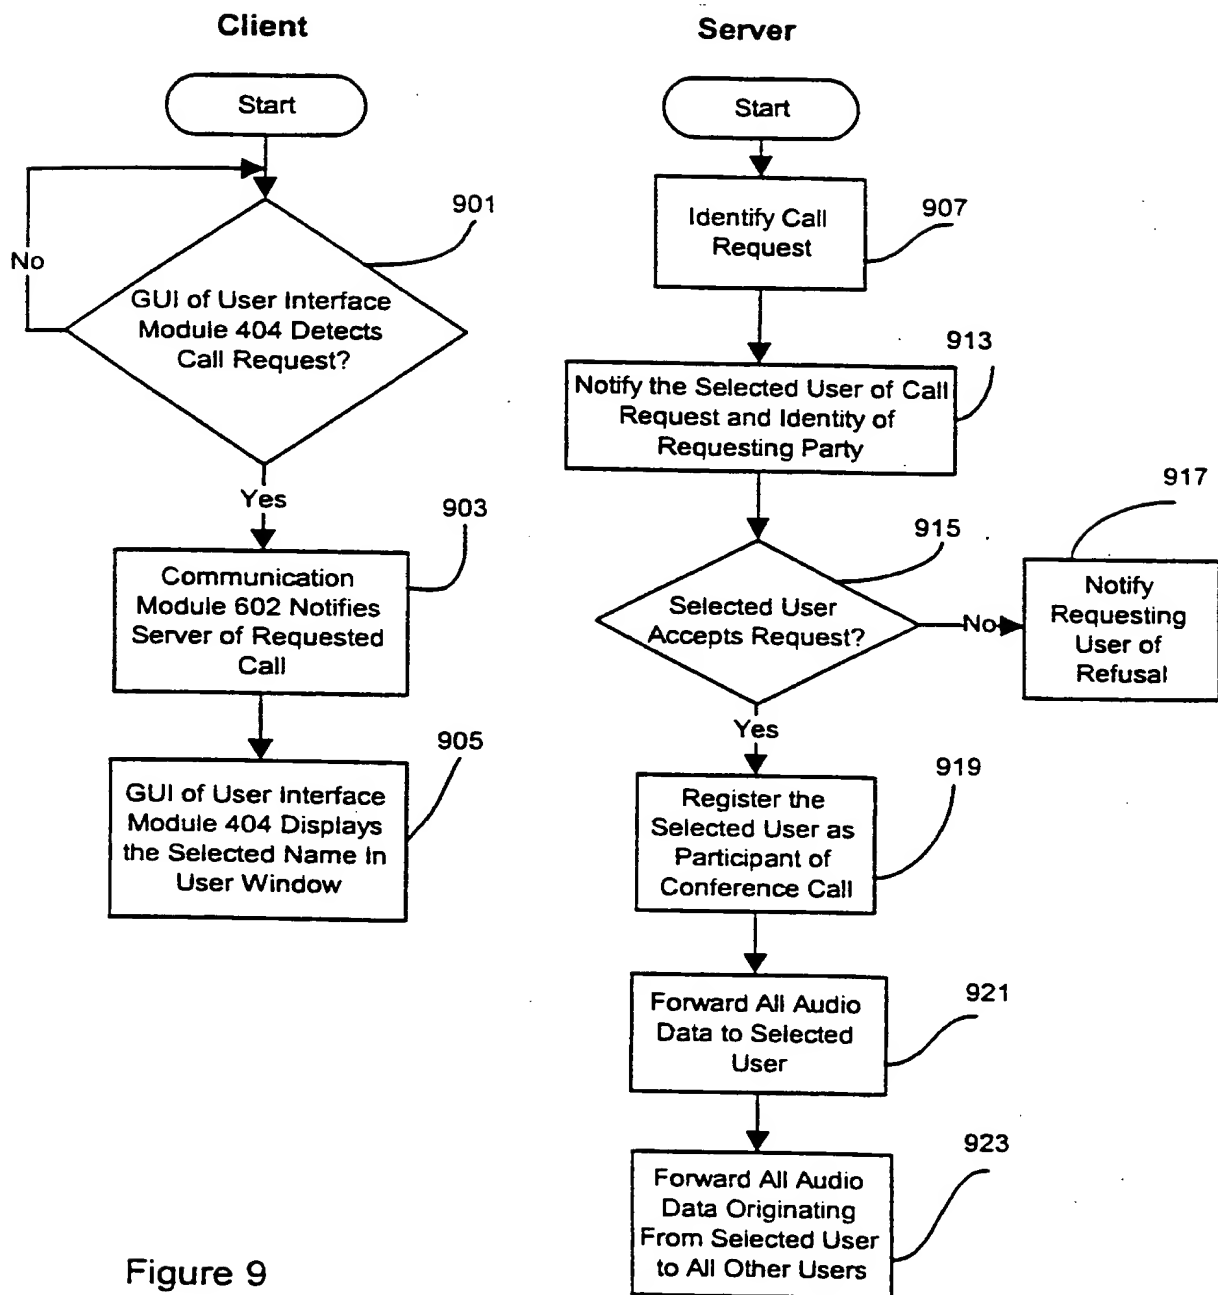 Client
Start
901
No
GUI of User Interface
Module 404 Detects
Call Request?
Yes
903
Communication
Module 602 Notifies
Server of Requested
Call
905
GUI of User Interface
Module 404 Displays
the Selected Name In
User Window
Server
Start
907
Identify Call
Request
913
Notify the Selected User of Call
Request and Identity of
Requesting Party
915
Selected User
Accepts Request?
No
917
Notify
Requesting
User of
Refusal
Yes
919
Register the
Selected User as
Participant of
Conference Call
921
Forward All Audio
Data to Selected
User
923
Forward All Audio
Data Originating
From Selected User
to All Other Users
Figure 9